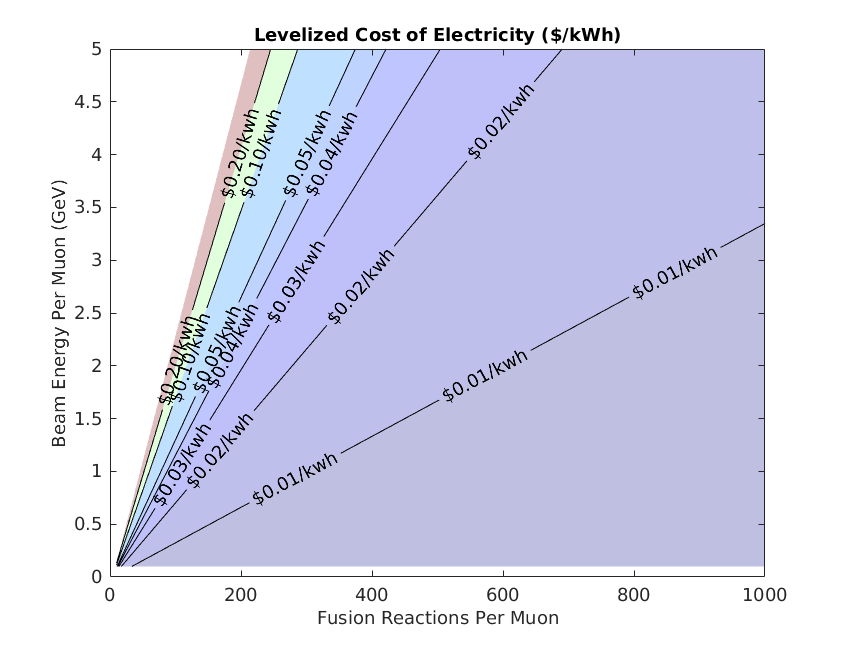 Levelized Cost of Electricity ($/kWh)
5
4.5
4
3.5
3
2.5
2
1.5
1
0.5
0
Beam Energy Per Muon (GeV)
$0.20/kwh
$0.10/kwh
$0.05/kwh
$0.04/kwh
$0.02/kwh
$0.03/kwh
$0.02/kwh
$0.01/kwh
$0.20/kwh
$0.10/kwh
$0.05/kwh
$0.04/kwh
$0.01/kwh
$0.03/kwh
$0.02/kwh
$0.01/kwh
0
200
400
600
800
1000
Fusion Reactions Per Muon